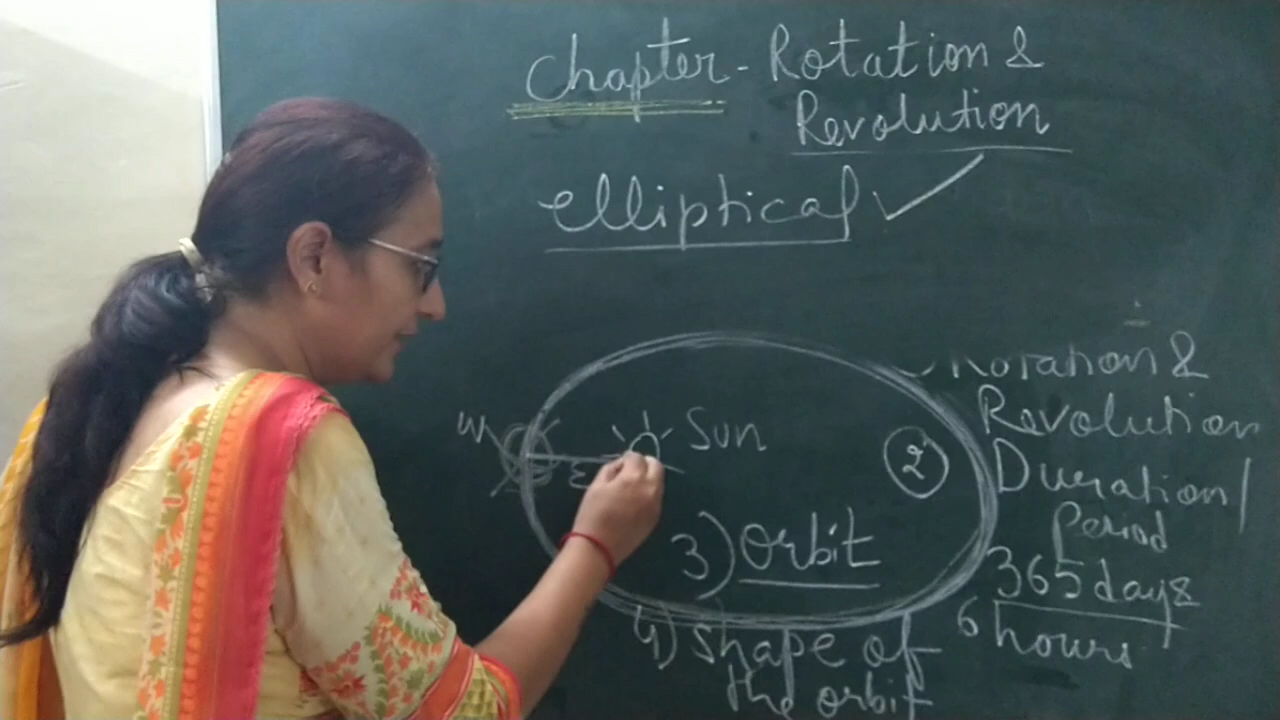 Chapter - Rotation &
Revolution
elliptical
Rotation &
Revolution
W
Sun
E
2
Duration/
Period
3) Orbit
365 days
6 hours
4) Shape of
the orbit